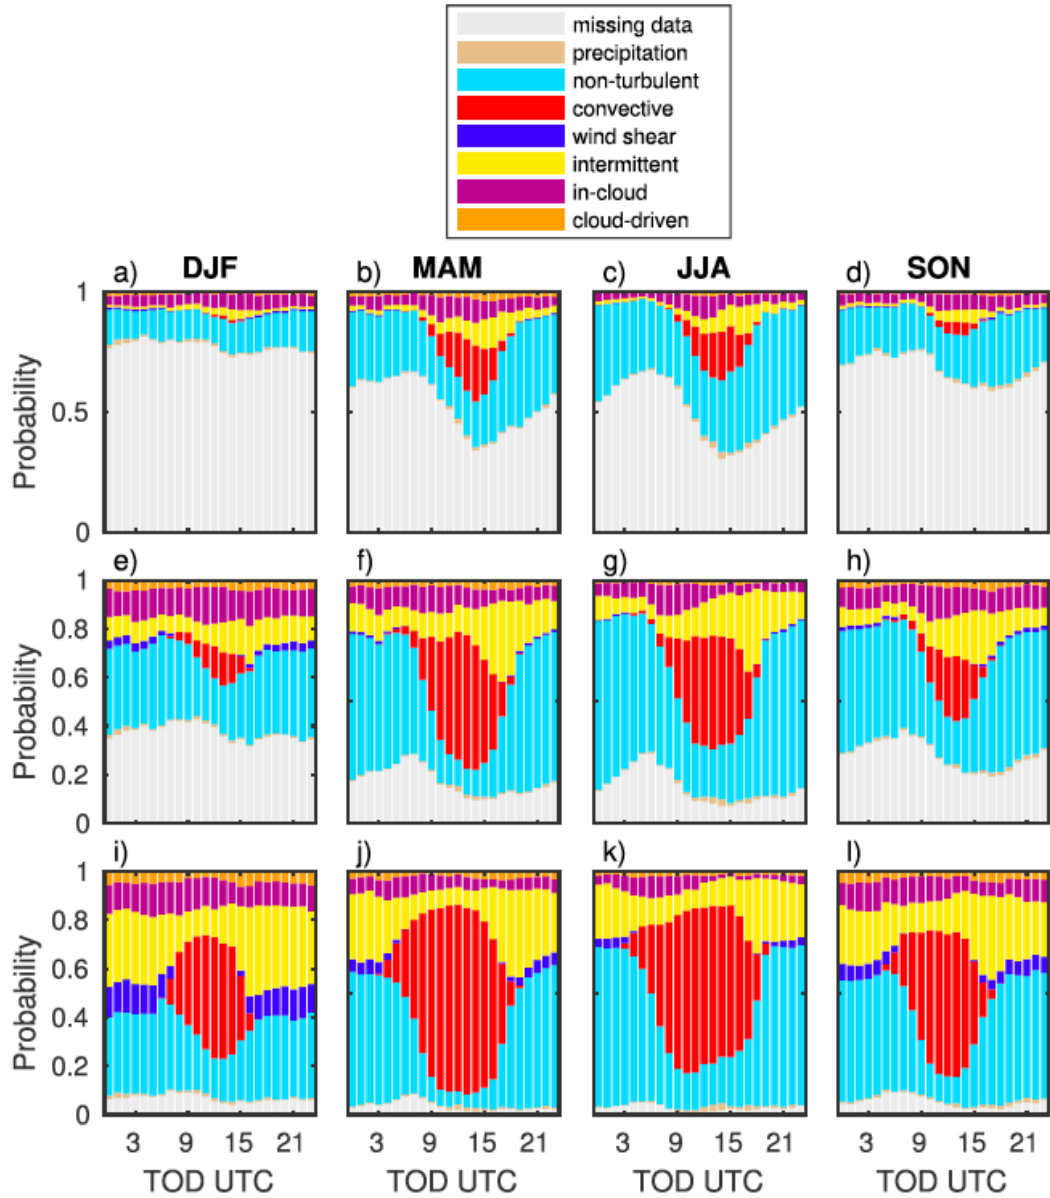 missing data
precipitation
non-turbulent
convective
wind shear
intermittent
in-cloud
cloud-driven
a) DJF b) MAM c) JJA d) SON
1
0.5
0
Probability
e) f) g) h)
1
0.8
0.6
0.4
0.2
0
Probability
i) j) k) l)
1
0.8
0.6
0.4
0.2
0
Probability
3 9 15 21 3 9 15 21 3 9 15 21 3 9 15 21
TOD UTC TOD UTC TOD UTC TOD UTC